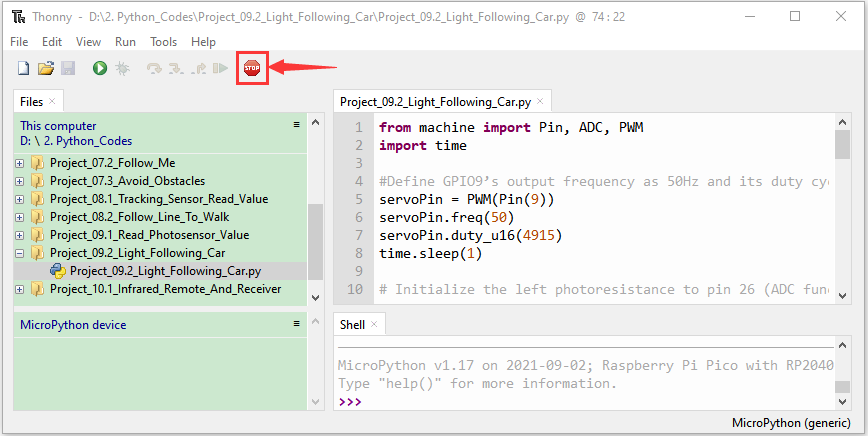 Thonny - D:\2. Python_Codes\Project_09.2_Light_Following_Car\Project_09.2_Light_Following_Car.py @ 74 : 22
File Edit View Run Tools Help
STOP
Files
This computer
D: \ 2. Python_Codes
Project_07.2_Follow_Me
Project_07.3_Avoid_Obstacles
Project_08.1_Tracking_Sensor_Read_Value
Project_08.2_Follow_Line_To_Walk
Project_09.1_Read_Photosensor_Value
Project_09.2_Light_Following_Car
Project_09.2_Light_Following_Car.py
Project_10.1_Infrared_Remote_And_Receiver
MicroPython device
Project_09.2_Light_Following_Car.py
1 from machine import Pin, ADC, PWM
2 import time
3
4 #Define GPIO9’s output frequency as 50Hz and its duty cyc
5 servoPin = PWM(Pin(9))
6 servoPin.freq(50)
7 servoPin.duty_u16(4915)
8 time.sleep(1)
9
10 # Initialize the left photoresistance to pin 26 (ADC func
Shell
MicroPython v1.17 on 2021-09-02; Raspberry Pi Pico with RP2040
Type "help()" for more information.
>>>
MicroPython (generic)